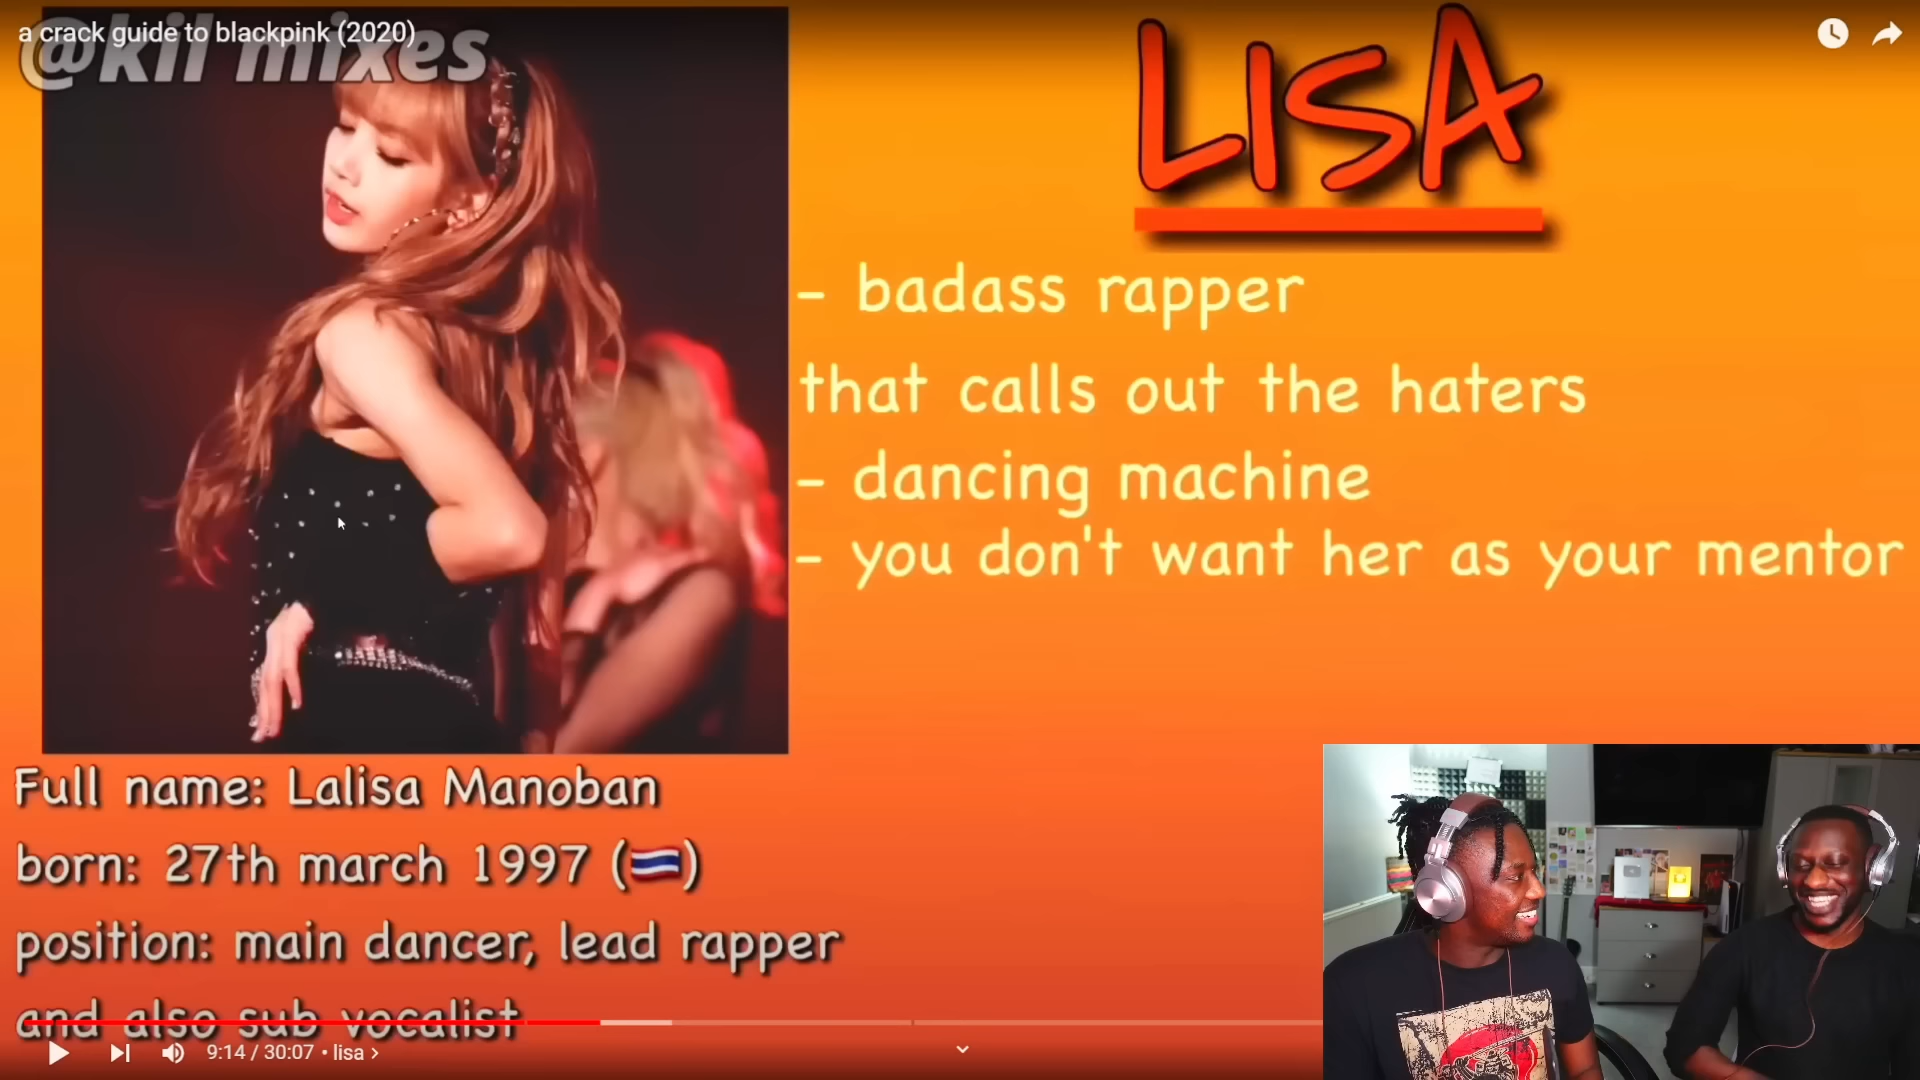 a crack guide to blackpink (2020)
@kil mixes
LISA
- badass rapper
that calls out the haters
- dancing machine
- you don't want her as your mentor
Full name: Lalisa Manoban
born: 27th march 1997 (🇹🇭)
position: main dancer, lead rapper
and also sub vocalist
9:14 / 30:07 • lisa >